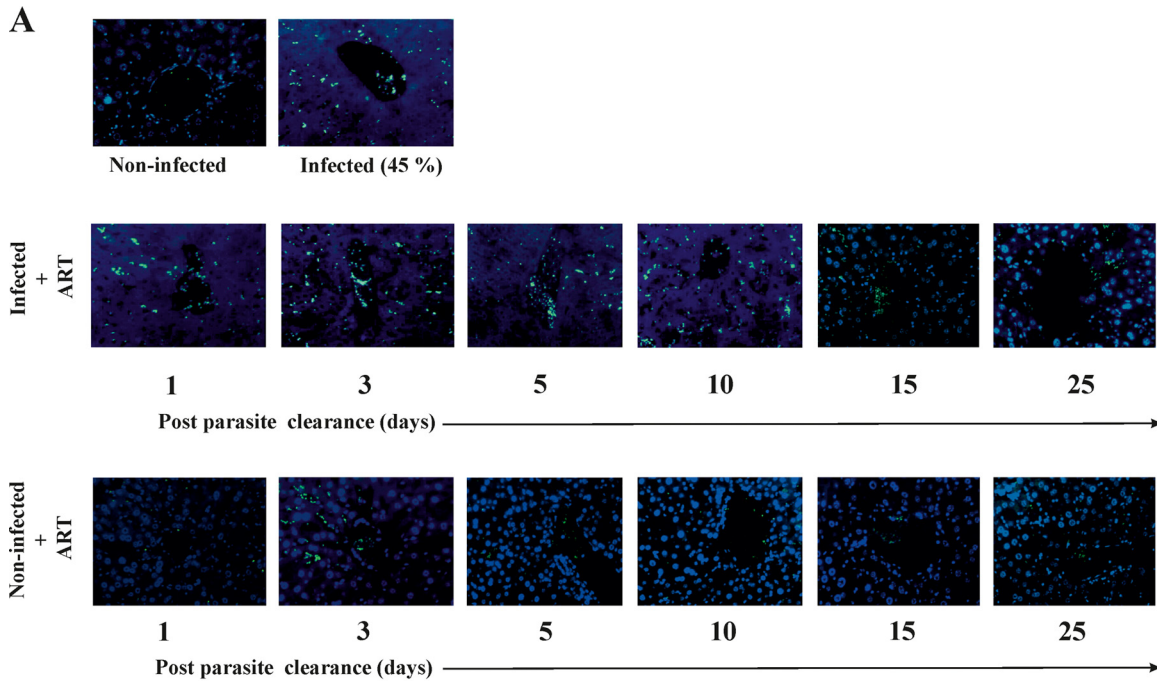 A
Non-infected
Infected (45 %)
Infected
+
ART
1 3 5 10 15 25
Post parasite clearance (days)
Non-infected
+
ART
1 3 5 10 15 25
Post parasite clearance (days)